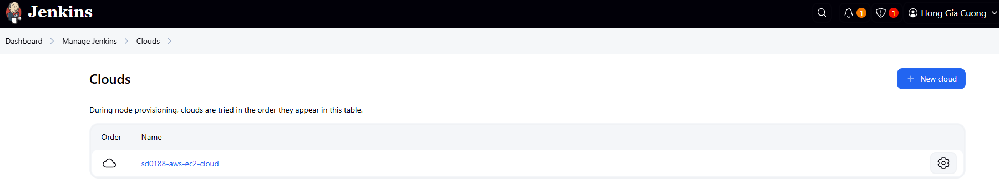 Jenkins
1
1
Hong Gia Cuong
Dashboard
Manage Jenkins
Clouds
Clouds
New cloud
During node provisioning, clouds are tried in the order they appear in this table.
Order Name
sd0188-aws-ec2-cloud